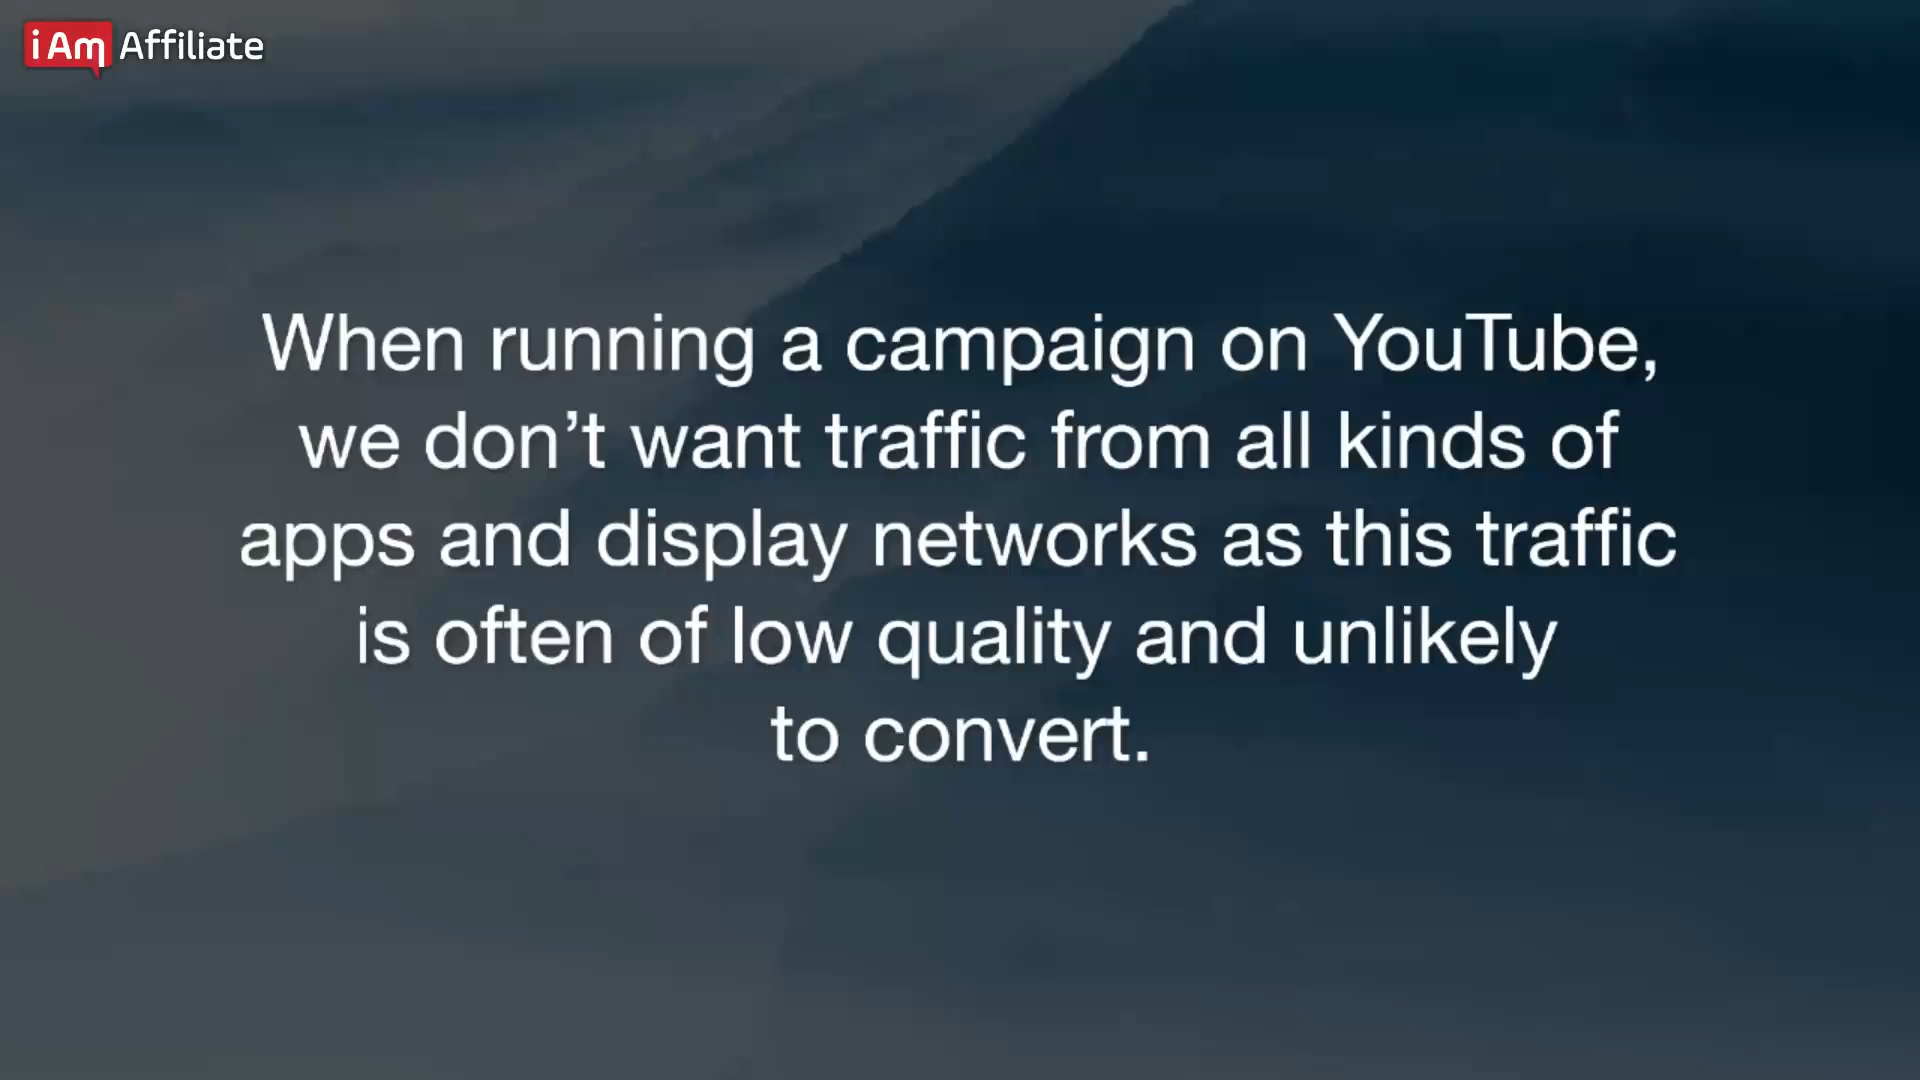 i Am Affiliate
When running a campaign on YouTube,
we don’t want traffic from all kinds of
apps and display networks as this traffic
is often of low quality and unlikely
to convert.